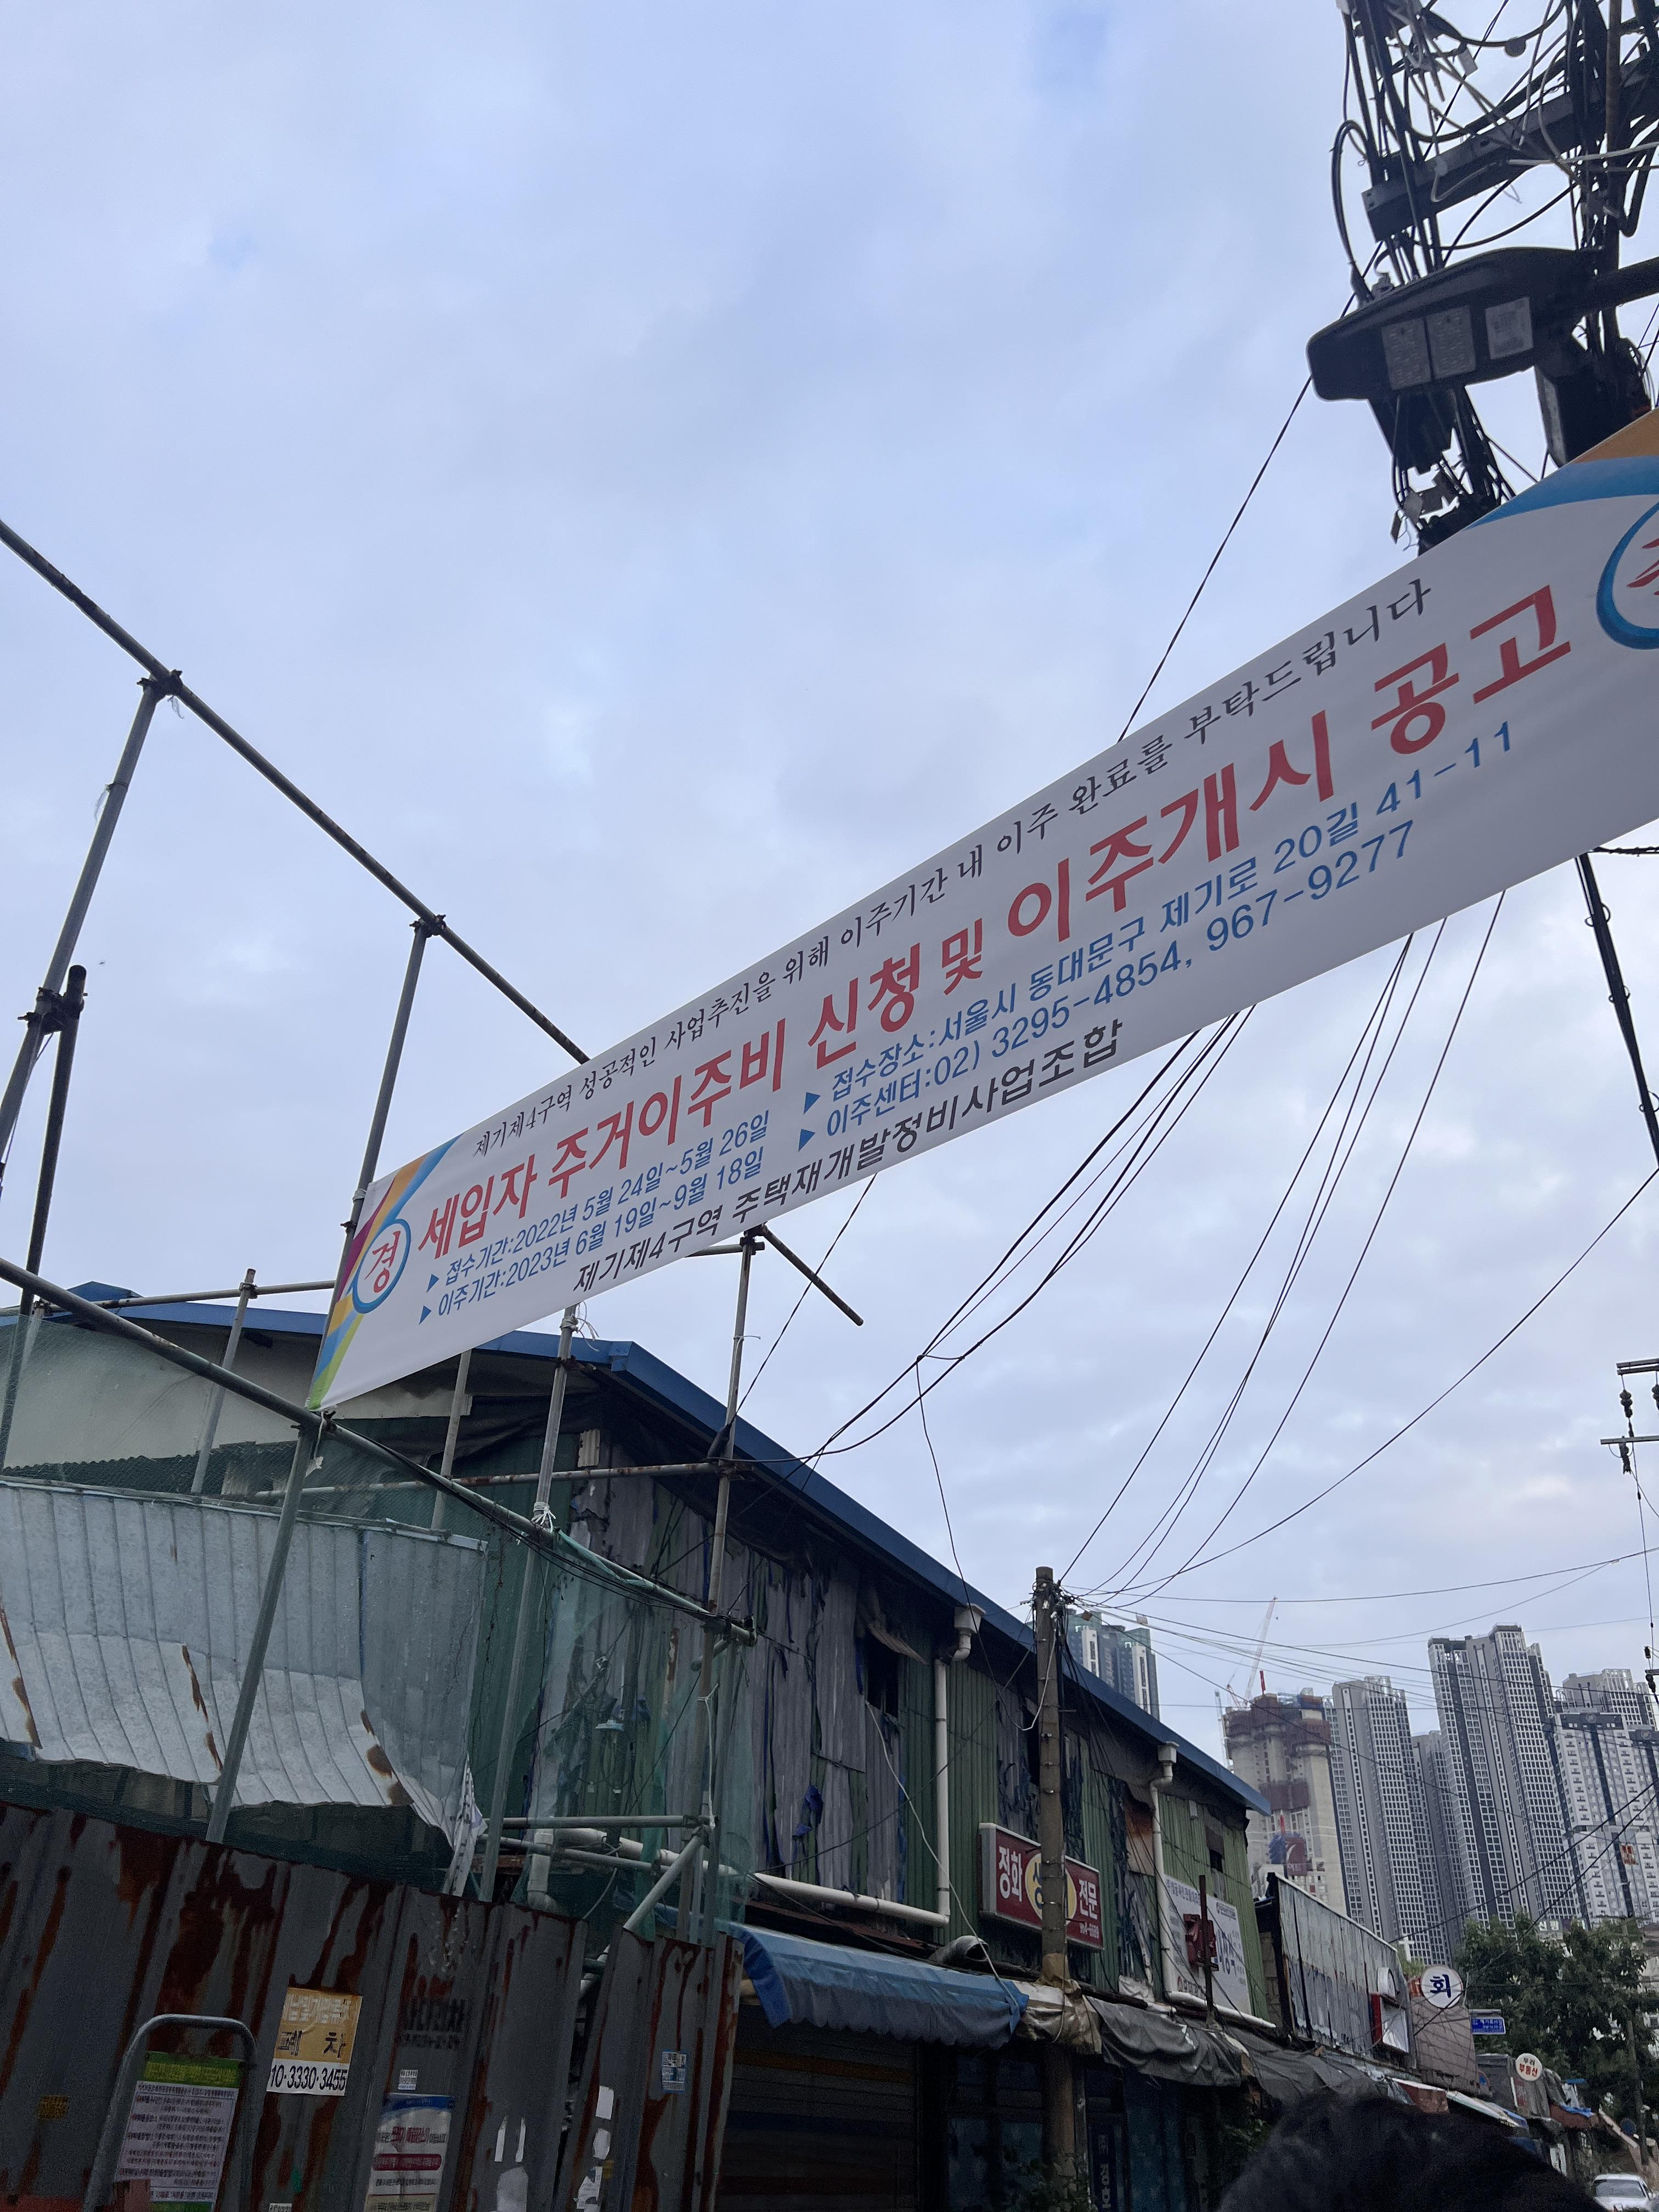 제기제4구역 성공적인 사업추진을 위해 이주기간 내 이주 완료를 부탁드립니다
경 세입자 주거이주비 신청 및 이주개시 공고
▶ 접수기간:2022년 5월 24일~5월 26일 ▶ 접수장소:서울시 동대문구 제기로 20길 41-11
▶ 이주기간:2023년 6월 19일~9월 18일 ▶ 이주센터:02) 3295-4854, 967-9277
제기제4구역 주택재개발정비사업조합
정화 전문
회
부동산
폐 차
10-3330-3455